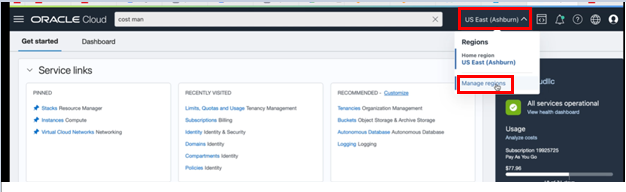 ORACLE Cloud
cost man
US East (Ashburn)
Get started
Dashboard
Regions
Home region
US East (Ashburn)
Manage regions
Service links
PINNED
Stacks Resource Manager
Instances Compute
Virtual Cloud Networks Networking
RECENTLY VISITED
Limits, Quotas and Usage Tenancy Management
Subscriptions Billing
Identity Identity & Security
Domains Identity
Compartments Identity
Policies Identity
RECOMMENDED - Customize
Tenancies Organization Management
Buckets Object Storage & Archive Storage
Autonomous Database Autonomous Database
Logging Logging
All services operational
View health dashboard
Usage
Analyze costs
Subscription 19925725
Pay As You Go
$77.96